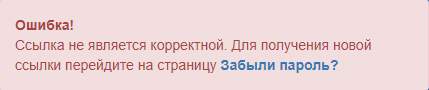 Ошибка!
Ссылка не является корректной. Для получения новой
ссылки перейдите на страницу Забыли пароль?